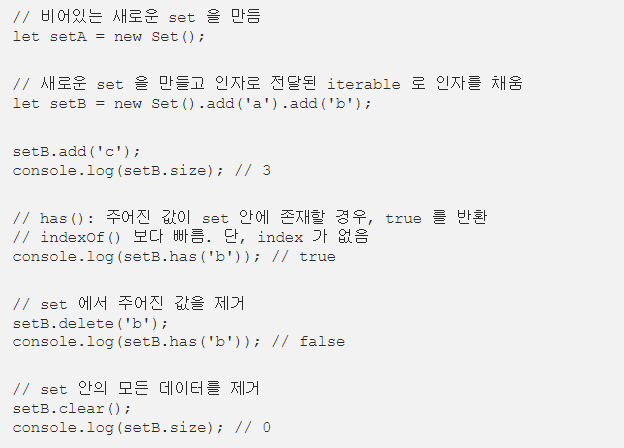 // 비어있는 새로운 set 을 만듬
let setA = new Set();
// 새로운 set 을 만들고 인자로 전달된 iterable 로 인자를 채움
let setB = new Set().add('a').add('b');
setB.add('c');
console.log(setB.size); // 3
// has(): 주어진 값이 set 안에 존재할 경우, true 를 반환
// indexOf() 보다 빠름. 단, index 가 없음
console.log(setB.has('b')); // true
// set 에서 주어진 값을 제거
setB.delete('b');
console.log(setB.has('b')); // false
// set 안의 모든 데이터를 제거
setB.clear();
console.log(setB.size); // 0